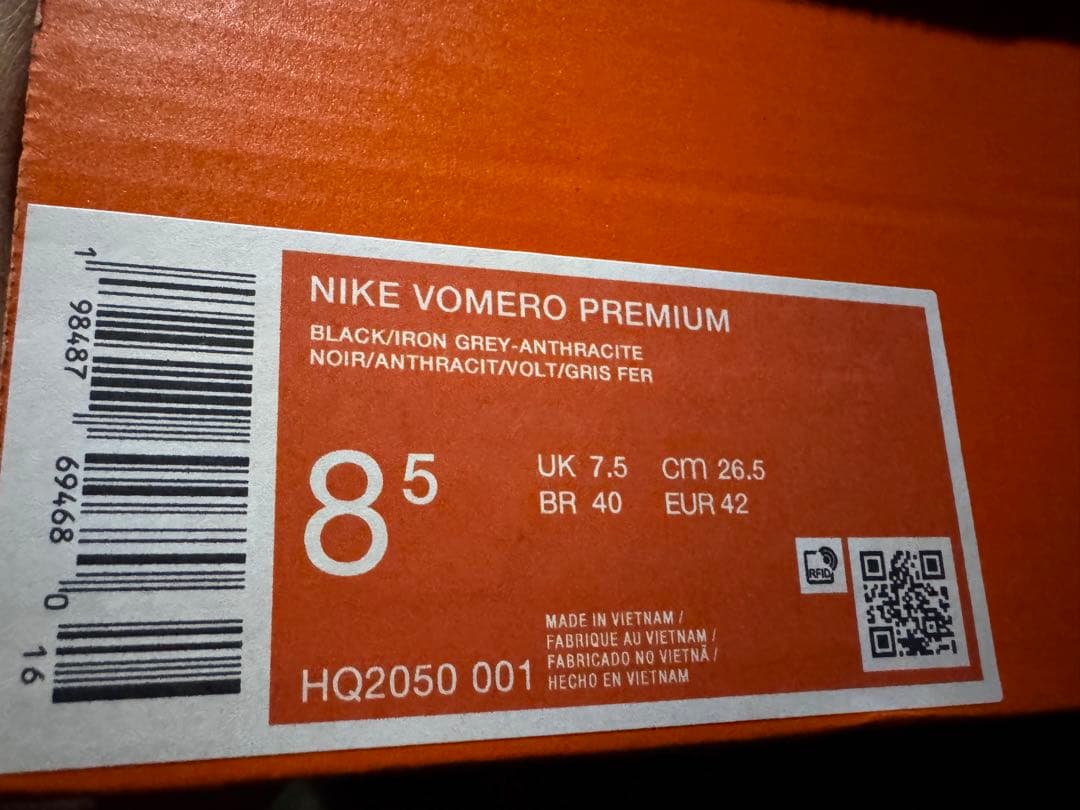 NIKE VOMERO PREMIUM
BLACK/IRON GREY-ANTHRACITE
NOIR/ANTHRACIT/VOLT/GRIS FER
8 5
UK 7.5 cm 26.5
BR 40 EUR 42
RFID
MADE IN VIETNAM /
FABRIQUE AU VIETNAM /
FABRICADO NO VIETNÃ /
HECHO EN VIETNAM
HQ2050 001
1 98487 69468 0 16